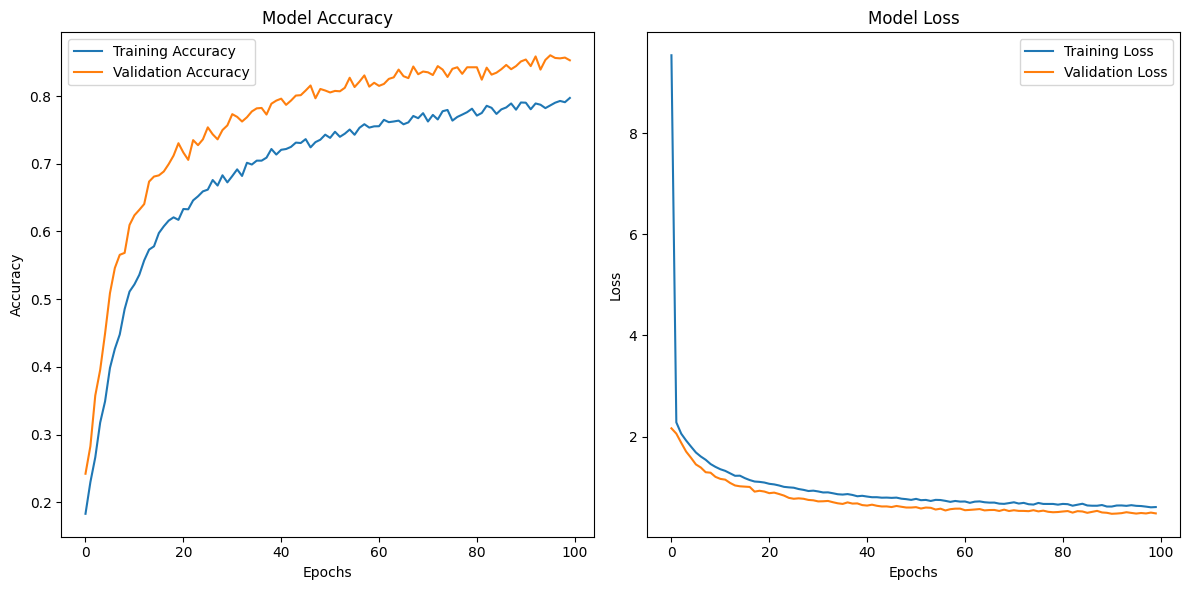 Model Accuracy
Training Accuracy
Validation Accuracy
Accuracy
0.8
0.7
0.6
0.5
0.4
0.3
0.2
0 20 40 60 80 100
Epochs
Model Loss
Training Loss
Validation Loss
Loss
8
6
4
2
0 20 40 60 80 100
Epochs